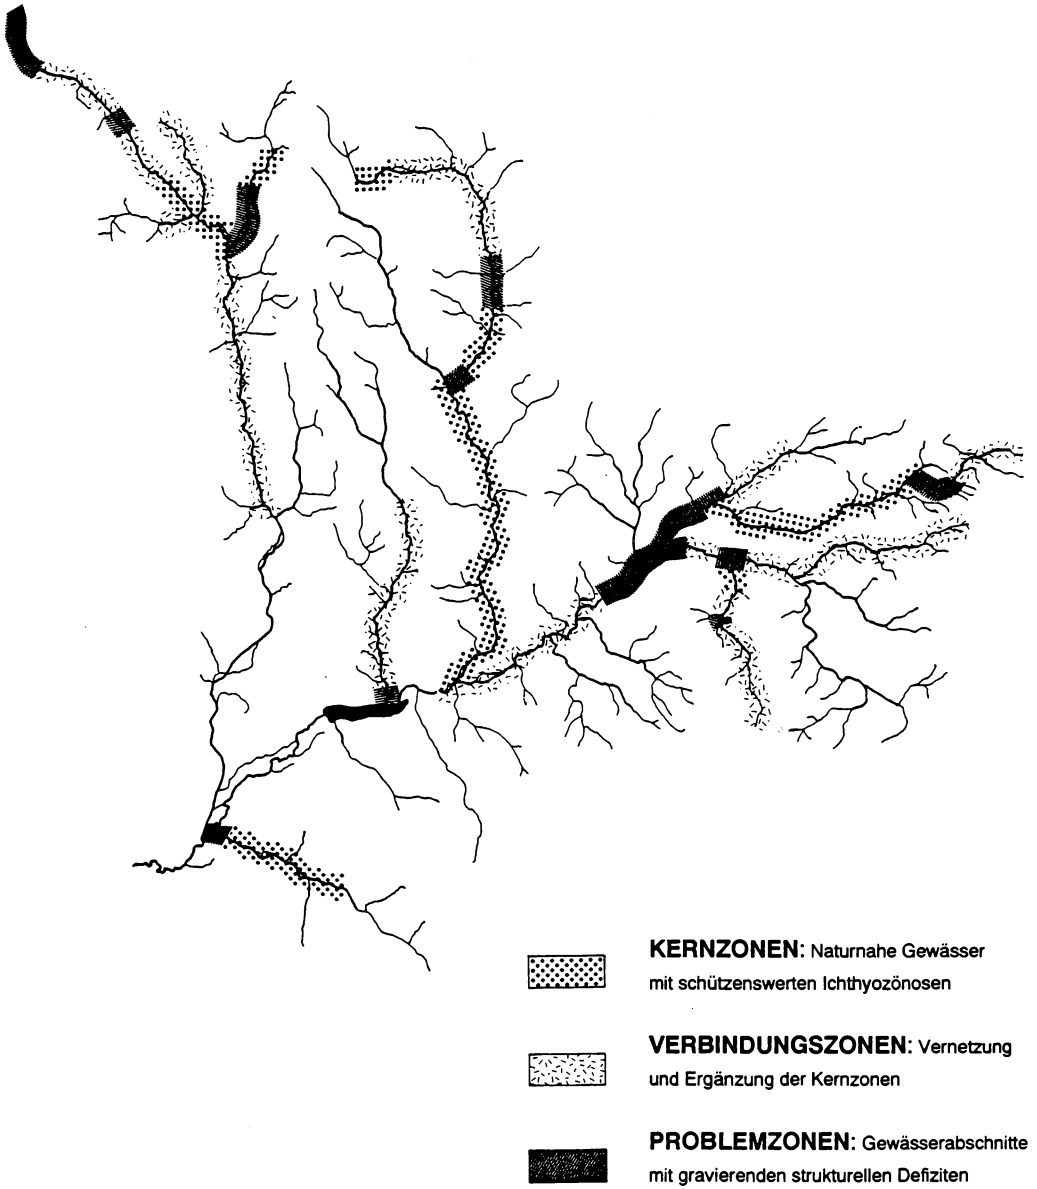 KERNZONEN: Naturnahe Gewässer
mit schützenswerten Ichthyozönosen
VERBINDUNGSZONEN: Vernetzung
und Ergänzung der Kernzonen
PROBLEMZONEN: Gewässerabschnitte
mit gravierenden strukturellen Defiziten